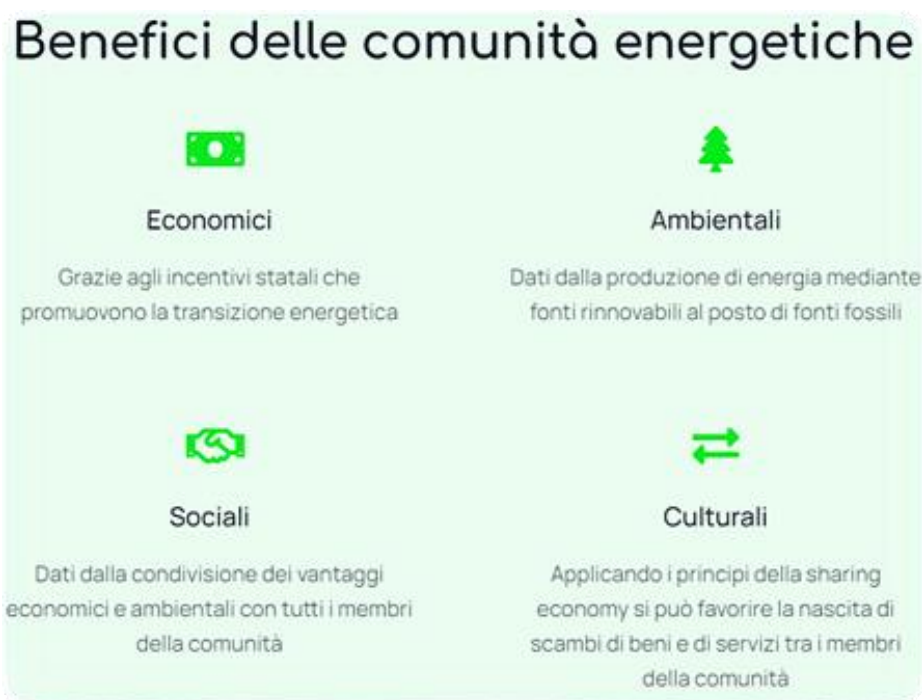 Benefici delle comunità energetiche
Economici
Grazie agli incentivi statali che
promuovono la transizione energetica
Ambientali
Dati dalla produzione di energia mediante
fonti rinnovabili al posto di fonti fossili
Sociali
Dati dalla condivisione dei vantaggi
economici e ambientali con tutti i membri
della comunità
Culturali
Applicando i principi della sharing
economy si può favorire la nascita di
scambi di beni e di servizi tra i membri
della comunità